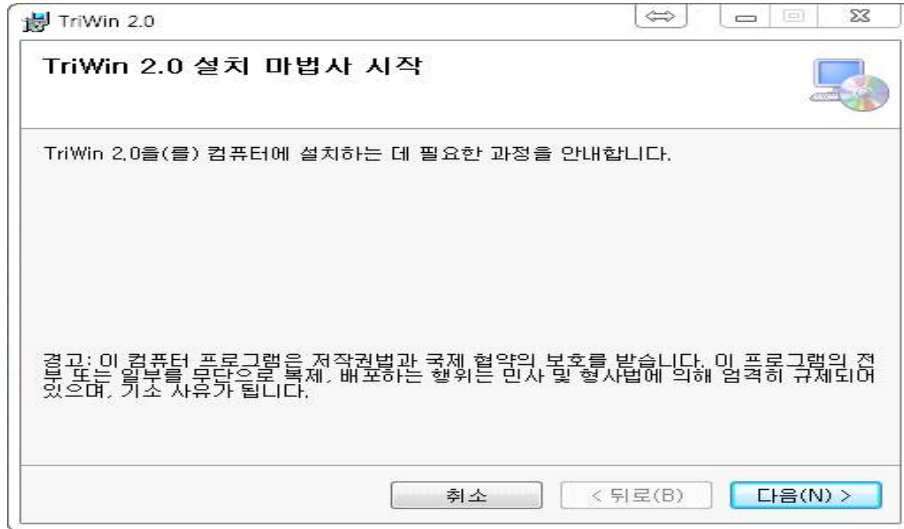 TriWin 2.0
TriWin 2.0 설치 마법사 시작
TriWin 2.0을(를) 컴퓨터에 설치하는 데 필요한 과정을 안내합니다.
경고: 이 컴퓨터 프로그램은 저작권법과 국제 협약의 보호를 받습니다. 이 프로그램의 전
부 또는 일부를 무단으로 복제, 배포하는 행위는 민사 및 형사법에 의해 엄격히 규제되어
있으며, 기소 사유가 됩니다.
취소 < 뒤로(B) 다음(N) >